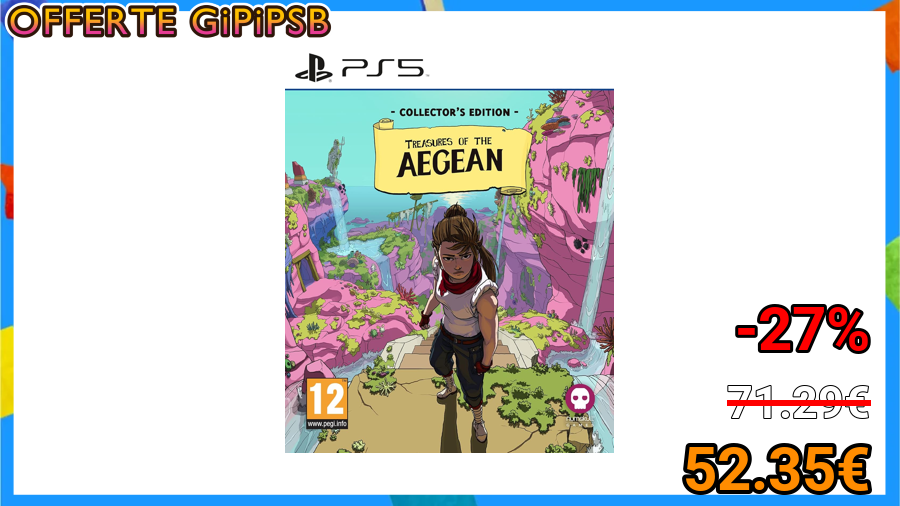 OFFERTE GiPiPSB
PS5
- COLLECTOR'S EDITION -
TREASURES OF THE
AEGEAN
12
www.pegi.info
-27%
71.29€
52.35€